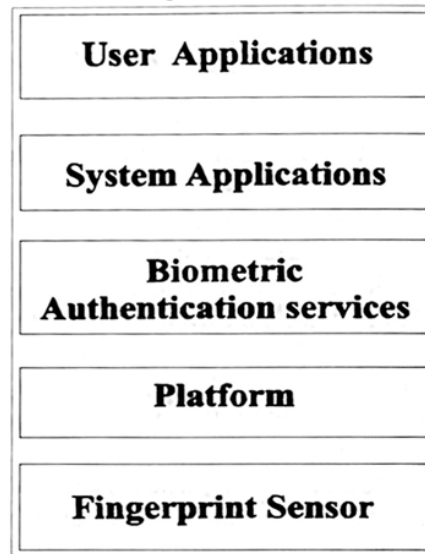 User Applications
System Applications
Biometric
Authentication services
Platform
Fingerprint Sensor